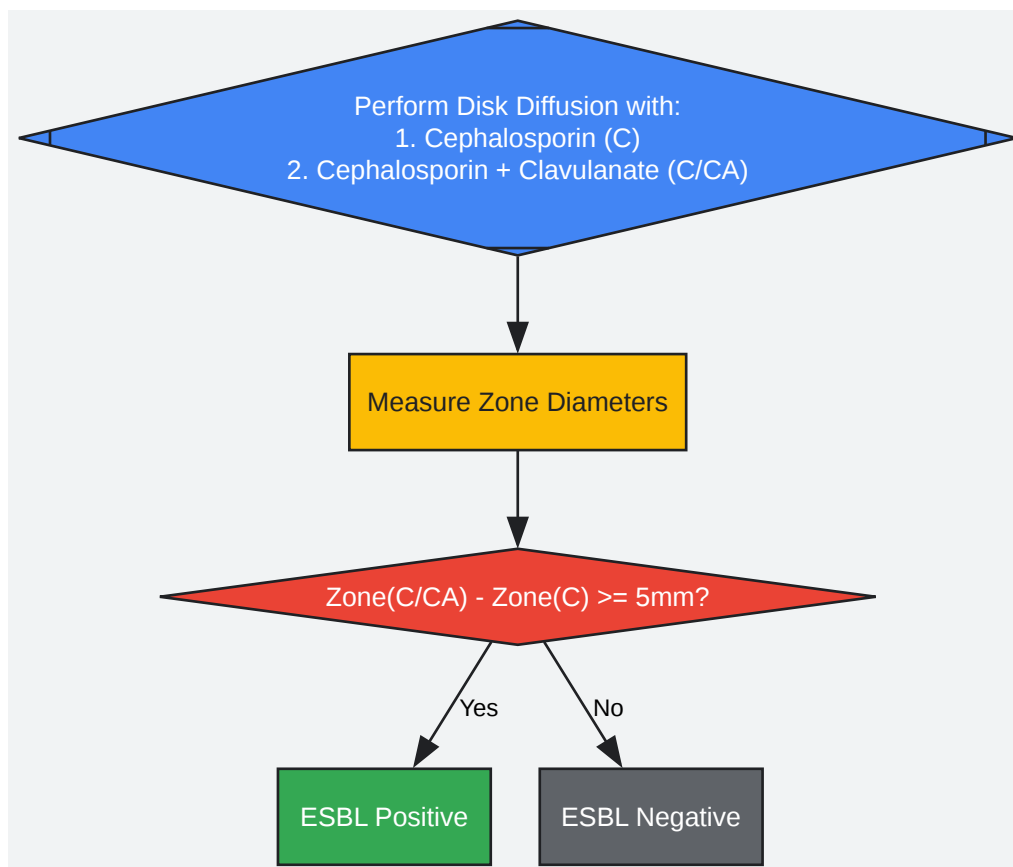 Perform Disk Diffusion with:
1. Cephalosporin (C)
2. Cephalosporin + Clavulanate (C/CA)
Measure Zone Diameters
Zone(C/CA) - Zone(C) >= 5mm?
Yes
No
ESBL Positive
ESBL Negative